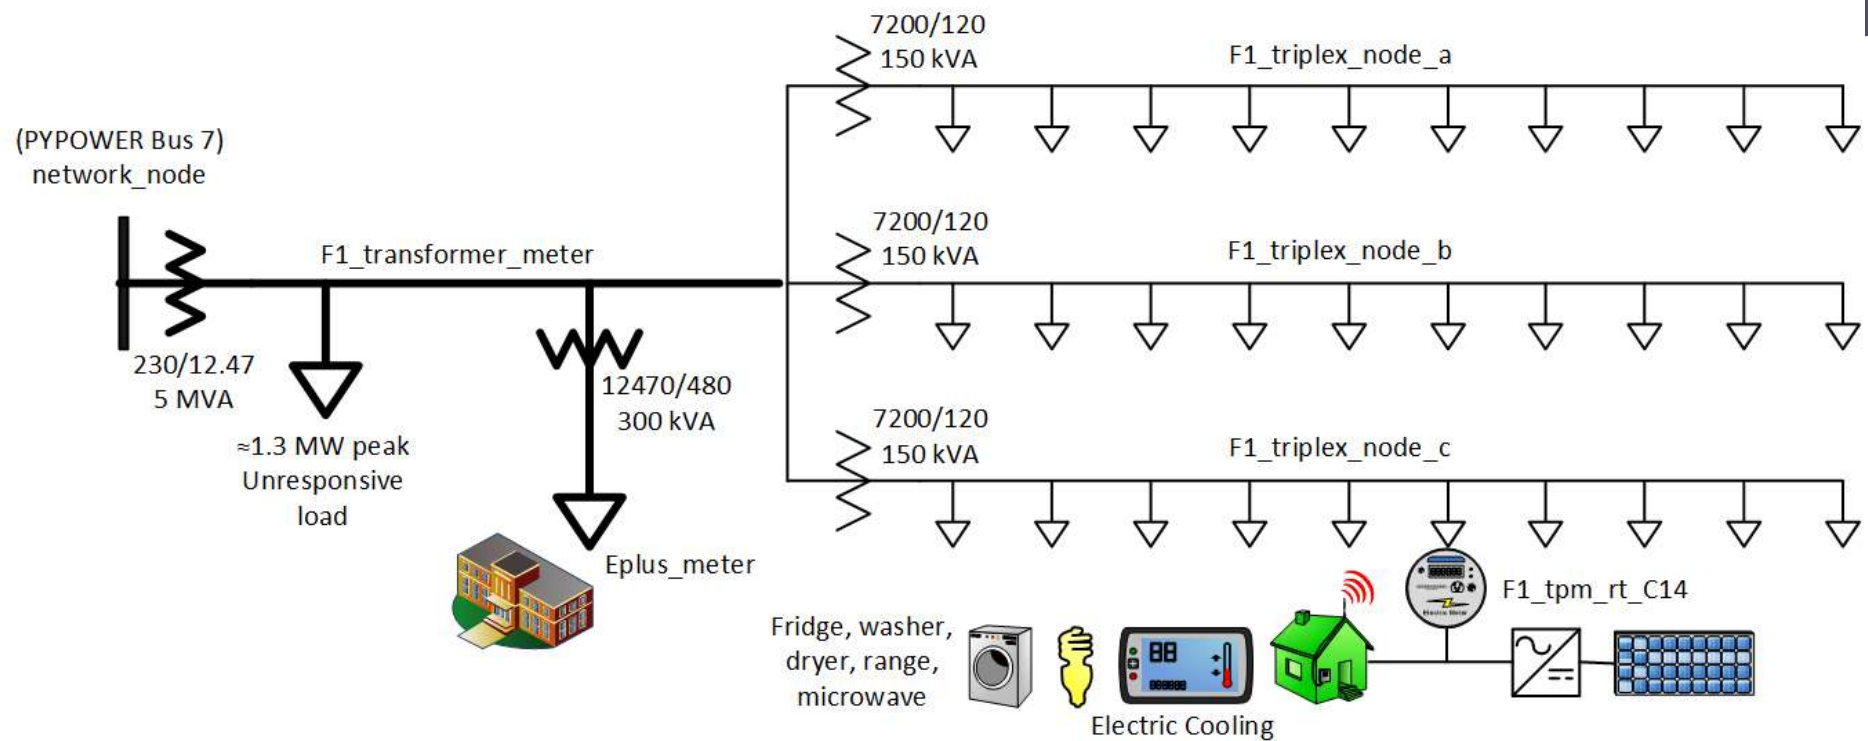 7200/120
150 kVA
F1_triplex_node_a
(PYPOWER Bus 7)
network_node
F1_transformer_meter
7200/120
150 kVA
F1_triplex_node_b
230/12.47
5 MVA
12470/480
300 kVA
≈1.3 MW peak
Unresponsive
load
7200/120
150 kVA
F1_triplex_node_c
Eplus_meter
F1_tpm_rt_C14
Fridge, washer,
dryer, range,
microwave
88
Electric Cooling